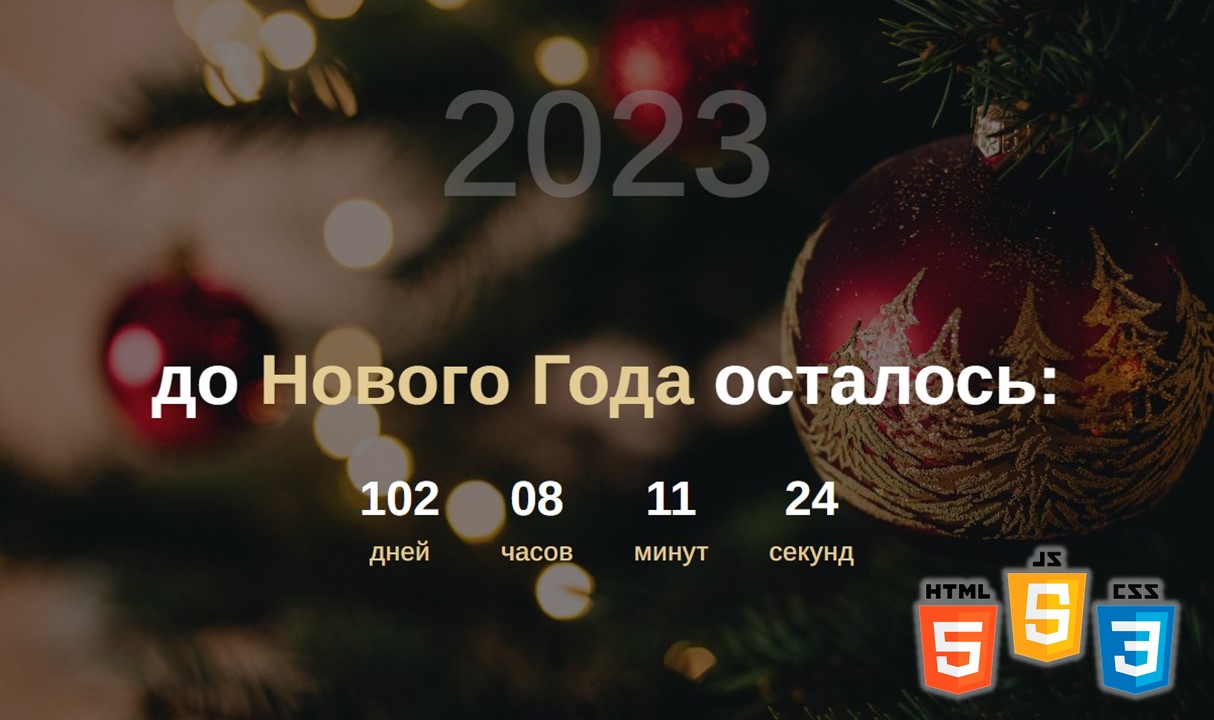 2023
до Нового Года осталось:
102 08 11 24
дней часов минут секунд
JS
HTML CSS
5 5 3